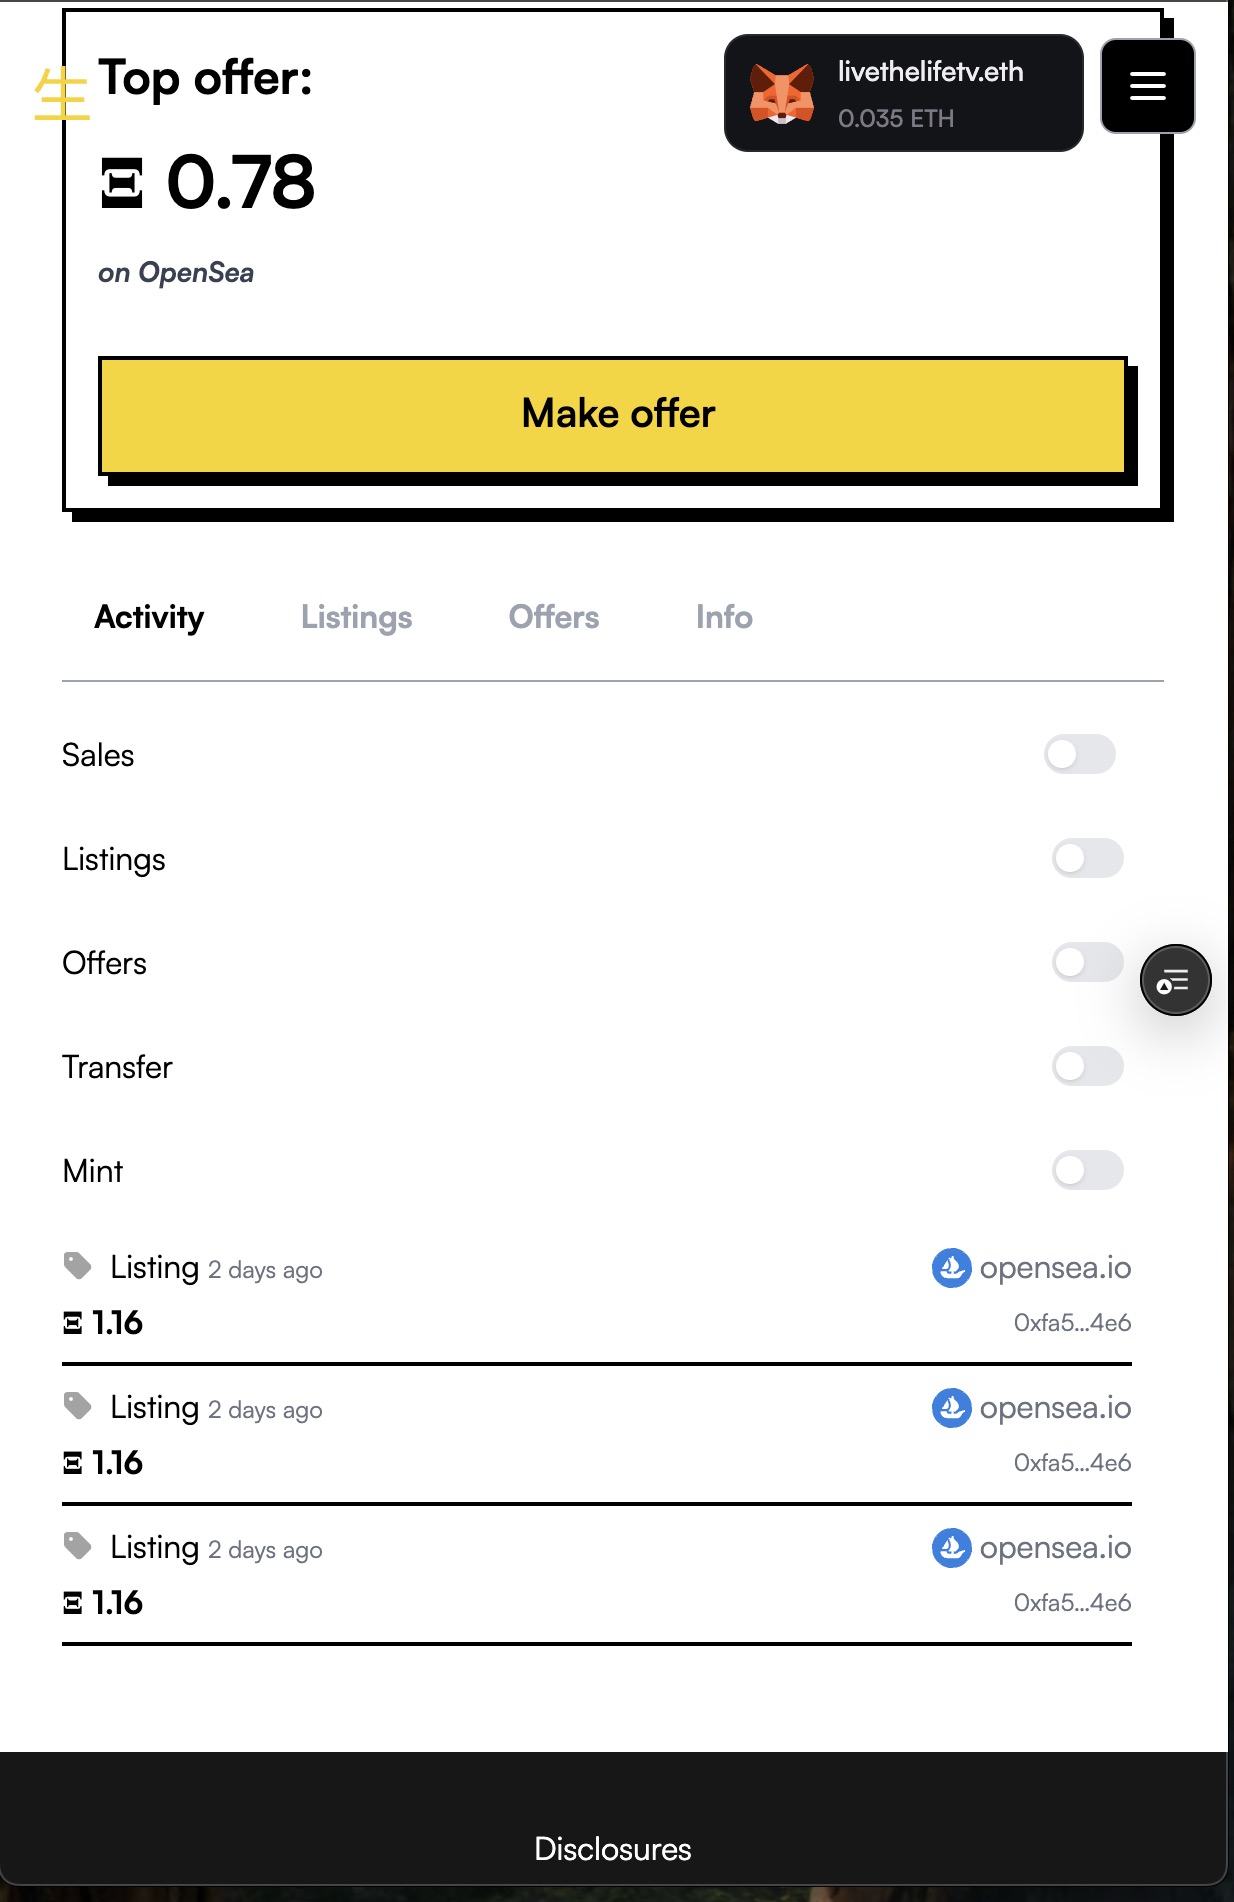 生
Top offer:
livethelifetv.eth
0.035 ETH
Ξ 0.78
on OpenSea
Make offer
Activity Listings Offers Info
Sales
Listings
Offers
Transfer
Mint
Listing 2 days ago opensea.io
Ξ 1.16 0xfa5...4e6
Listing 2 days ago opensea.io
Ξ 1.16 0xfa5...4e6
Listing 2 days ago opensea.io
Ξ 1.16 0xfa5...4e6
Disclosures